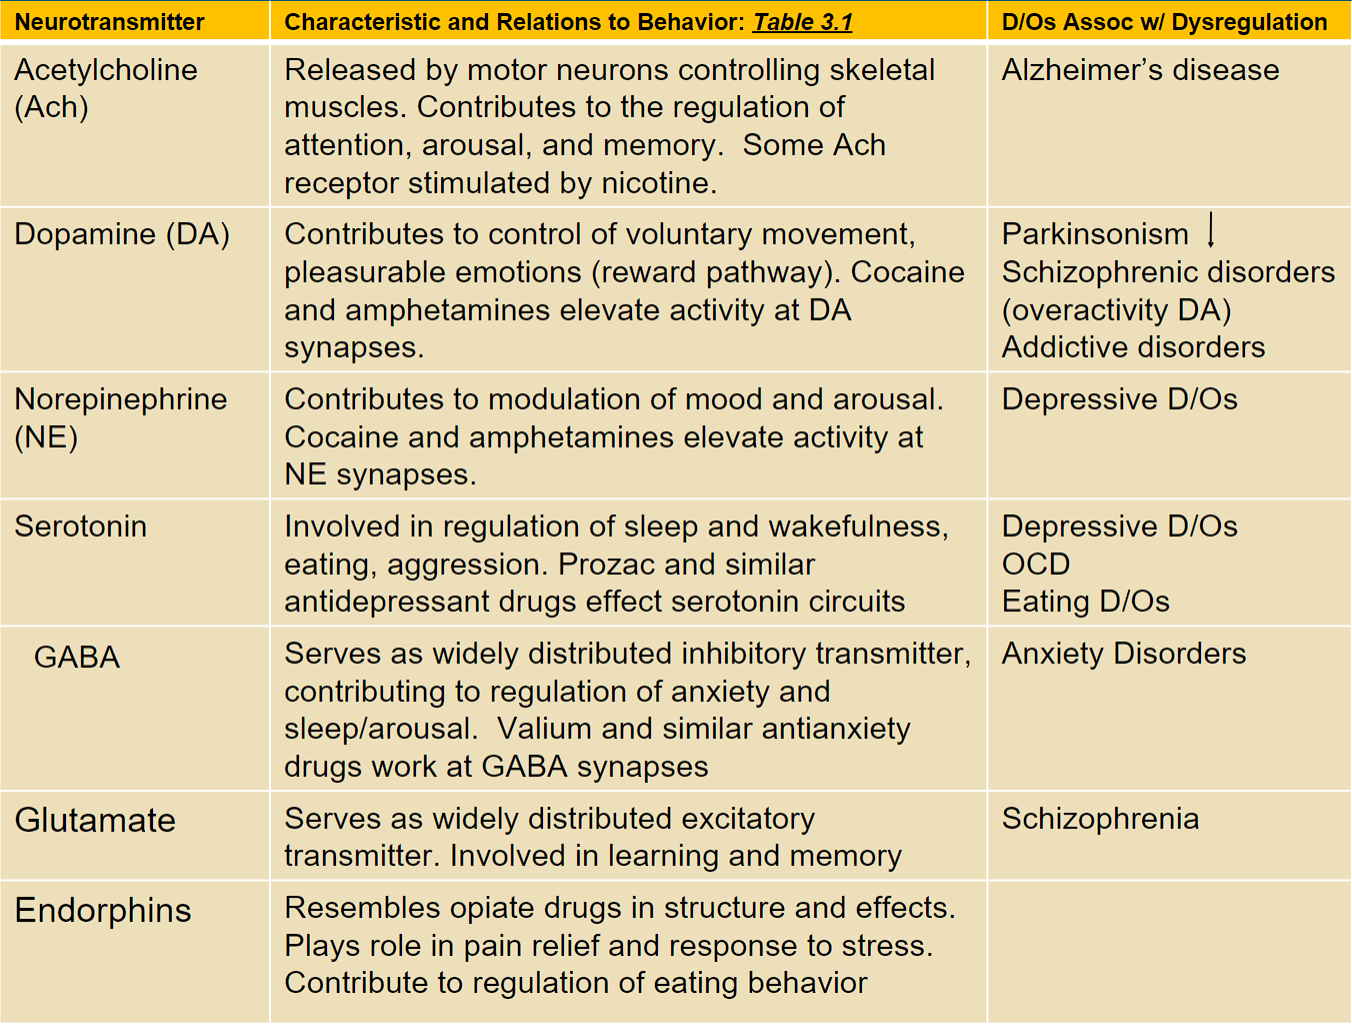 Neurotransmitter
Characteristic and Relations to Behavior: Table 3.1
D/Os Assoc w/ Dysregulation
Acetylcholine
(Ach)
Released by motor neurons controlling skeletal
muscles. Contributes to the regulation of
attention, arousal, and memory.  Some Ach
receptor stimulated by nicotine.
Alzheimer’s disease
Dopamine (DA)
Contributes to control of voluntary movement,
pleasurable emotions (reward pathway). Cocaine
and amphetamines elevate activity at DA
synapses.
Parkinsonism ↓
Schizophrenic disorders
(overactivity DA)
Addictive disorders
Norepinephrine
(NE)
Contributes to modulation of mood and arousal.
Cocaine and amphetamines elevate activity at
NE synapses.
Depressive D/Os
Serotonin
Involved in regulation of sleep and wakefulness,
eating, aggression. Prozac and similar
antidepressant drugs effect serotonin circuits
Depressive D/Os
OCD
Eating D/Os
GABA
Serves as widely distributed inhibitory transmitter,
contributing to regulation of anxiety and
sleep/arousal.  Valium and similar antianxiety
drugs work at GABA synapses
Anxiety Disorders
Glutamate
Serves as widely distributed excitatory
transmitter. Involved in learning and memory
Schizophrenia
Endorphins
Resembles opiate drugs in structure and effects.
Plays role in pain relief and response to stress.
Contribute to regulation of eating behavior